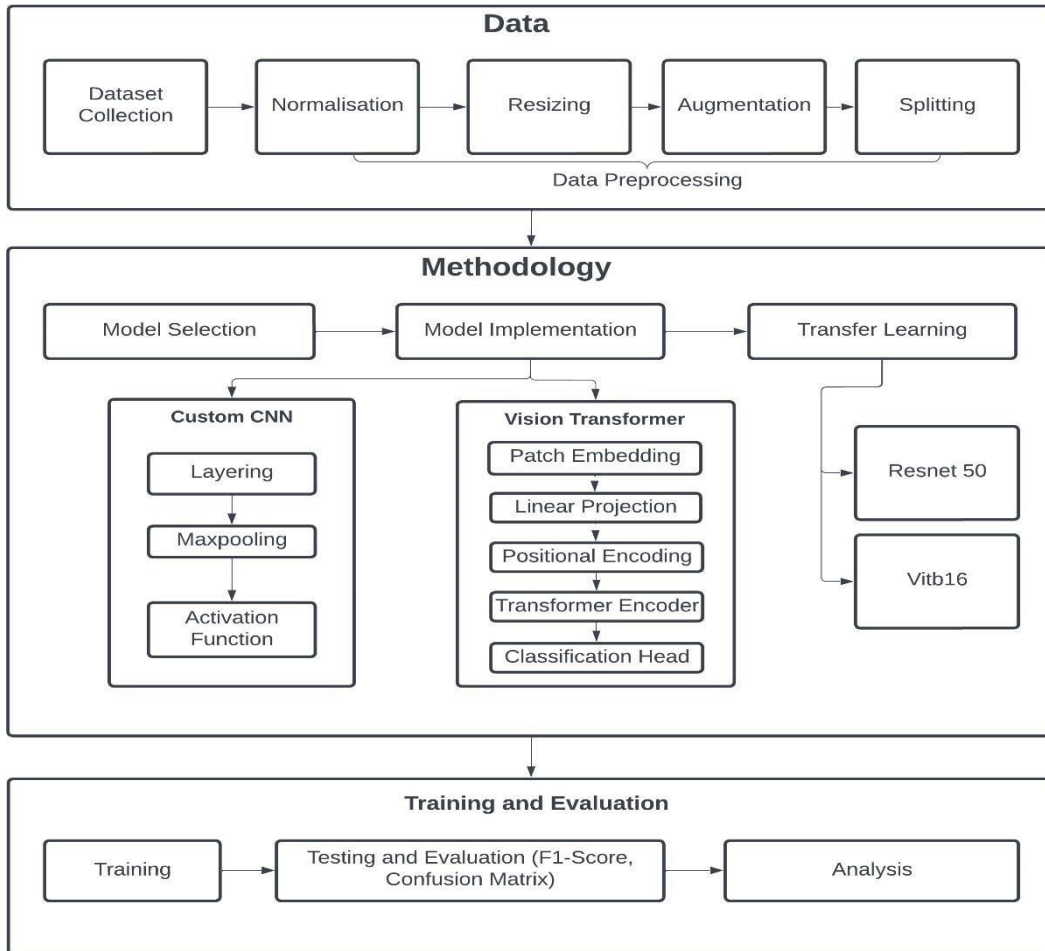 Data
Dataset
Collection
Normalisation
Resizing
Augmentation
Splitting
Data Preprocessing
Methodology
Model Selection
Model Implementation
Transfer Learning
Custom CNN
Layering
Maxpooling
Activation
Function
Vision Transformer
Patch Embedding
Linear Projection
Positional Encoding
Transformer Encoder
Classification Head
Resnet 50
Vitb16
Training and Evaluation
Training
Testing and Evaluation (F1-Score,
Confusion Matrix)
Analysis